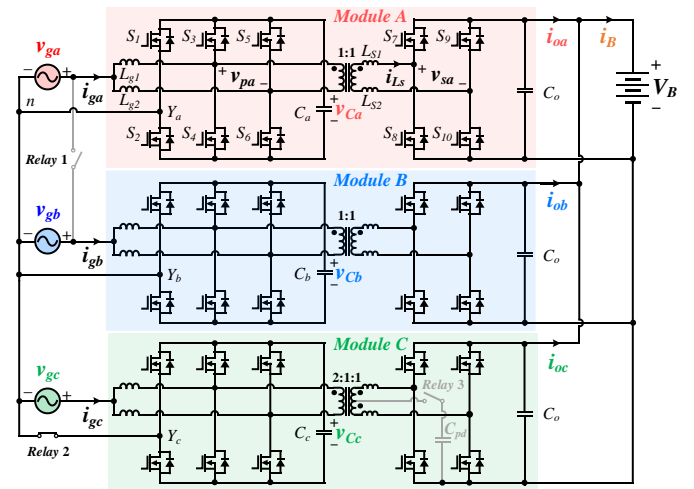 Module A
S1
S3
S5
S7
S9
vga
iga
Lg1
Lg2
vpa
1:1
LS1
iLs
vsa
LS2
ioa
iB
VB
n
Ya
Ca
vCa
Co
S2
S4
S6
S8
S10
Relay 1
Module B
vgb
igb
1:1
iob
Yb
Cb
vCb
Co
Module C
vgc
igc
2:1:1
Relay 3
ioc
Cpd
Co
Yc
Cc
vCc
Relay 2